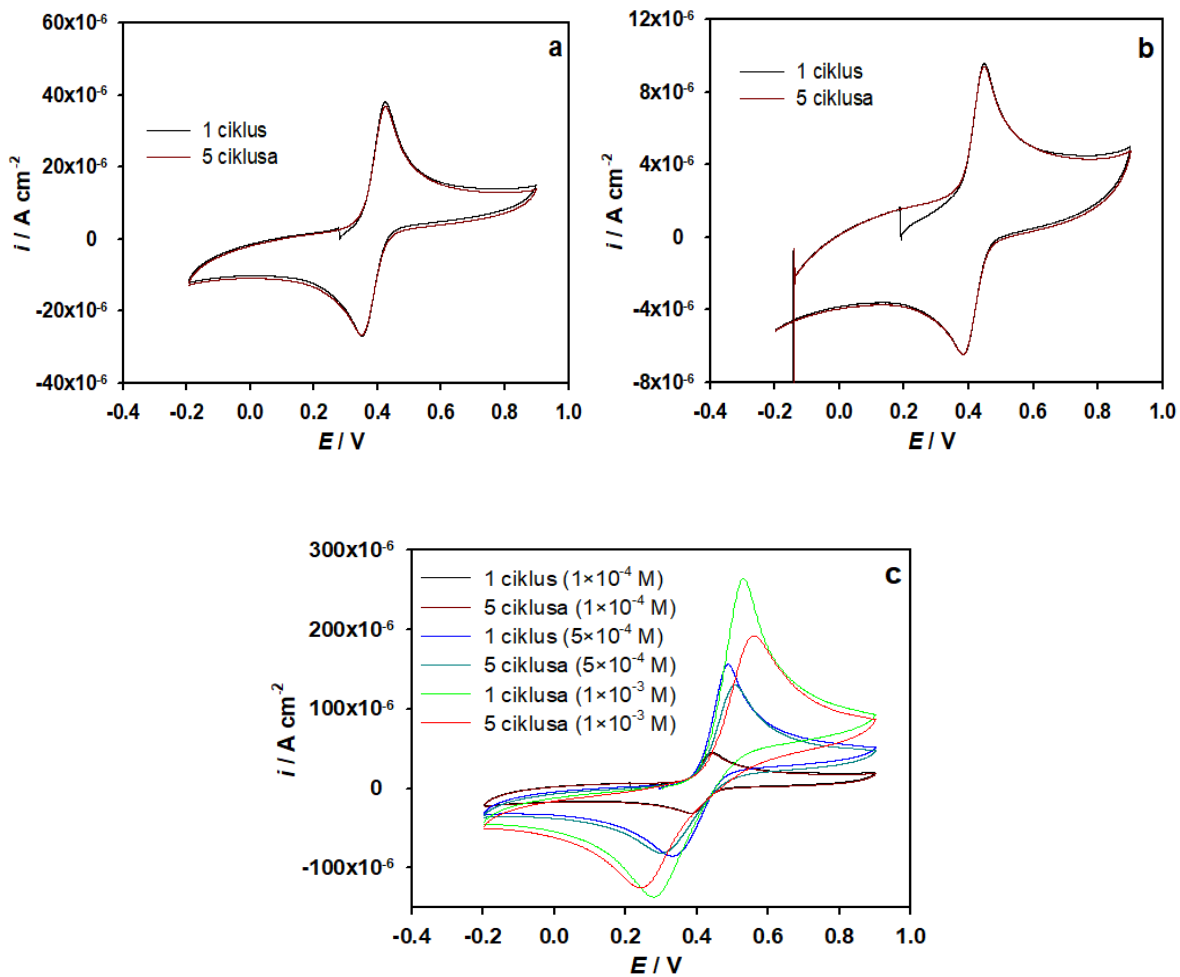 a
60x10⁻⁶
40x10⁻⁶
20x10⁻⁶
0
-20x10⁻⁶
-40x10⁻⁶
i / A cm⁻²
1 ciklus
5 ciklusa
-0.4 -0.2 0.0 0.2 0.4 0.6 0.8 1.0
E / V
b
12x10⁻⁶
8x10⁻⁶
4x10⁻⁶
0
-4x10⁻⁶
-8x10⁻⁶
i / A cm⁻²
1 ciklus
5 ciklusa
-0.4 -0.2 0.0 0.2 0.4 0.6 0.8 1.0
E / V
c
300x10⁻⁶
200x10⁻⁶
100x10⁻⁶
0
-100x10⁻⁶
i / A cm⁻²
1 ciklus (1×10⁻⁴ M)
5 ciklusa (1×10⁻⁴ M)
1 ciklus (5×10⁻⁴ M)
5 ciklusa (5×10⁻⁴ M)
1 ciklusa (1×10⁻³ M)
5 ciklusa (1×10⁻³ M)
-0.4 -0.2 0.0 0.2 0.4 0.6 0.8 1.0
E / V